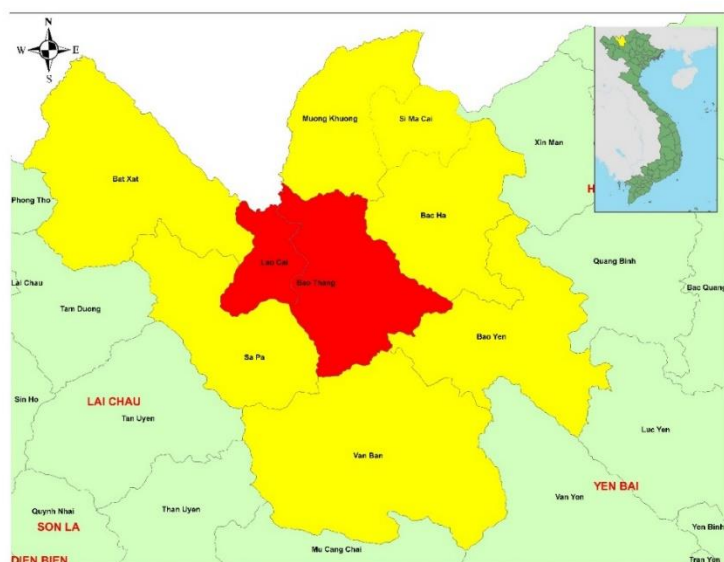 N
W E
S
Muong Khuong
Si Ma Cai
Xin Man
H
Bat Xat
Phong Tho
Bac Ha
Lao Cai
Quang Binh
Lai Chau
Bao Thang
Bac Quang
Tam Duong
Bao Yen
Sa Pa
Sin Ho
LAI CHAU
Tan Uyen
Luc Yen
Van Ban
YEN BAI
Van Yen
Quynh Nhai
Than Uyen
SON LA
Yen Binh
Mu Cang Chai
DIEN BIEN
Tran Yen